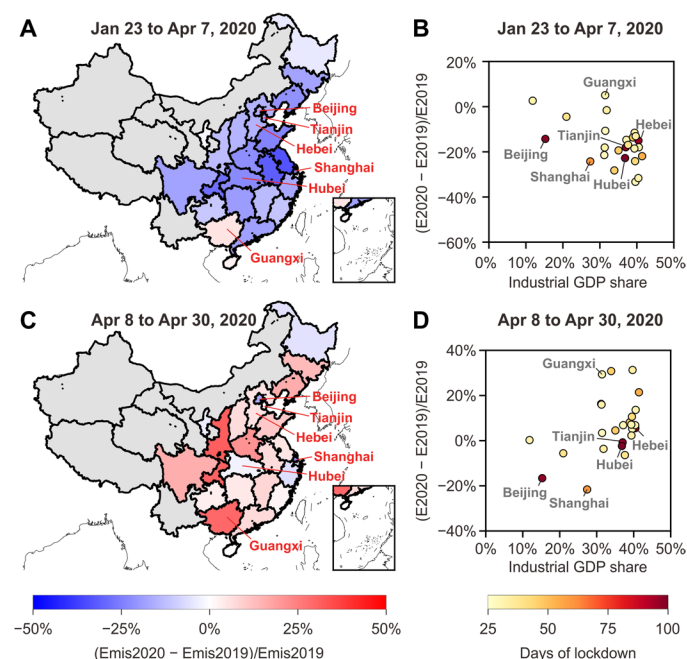 A
Jan 23 to Apr 7, 2020
Beijing
Tianjin
Hebei
Shanghai
Hubei
Guangxi
B
Jan 23 to Apr 7, 2020
(E2020 − E2019)/E2019
20%
0%
−20%
−40%
−60%
Guangxi
Tianjin
Hebei
Beijing
Shanghai
Hubei
0% 10% 20% 30% 40% 50%
Industrial GDP share
C
Apr 8 to Apr 30, 2020
Beijing
Tianjin
Hebei
Shanghai
Hubei
Guangxi
D
Apr 8 to Apr 30, 2020
(E2020 − E2019)/E2019
40%
20%
0%
−20%
−40%
Guangxi
Tianjin
Hebei
Hubei
Beijing
Shanghai
0% 10% 20% 30% 40% 50%
Industrial GDP share
−50% −25% 0% 25% 50%
(Emis2020 − Emis2019)/Emis2019
25 50 75 100
Days of lockdown